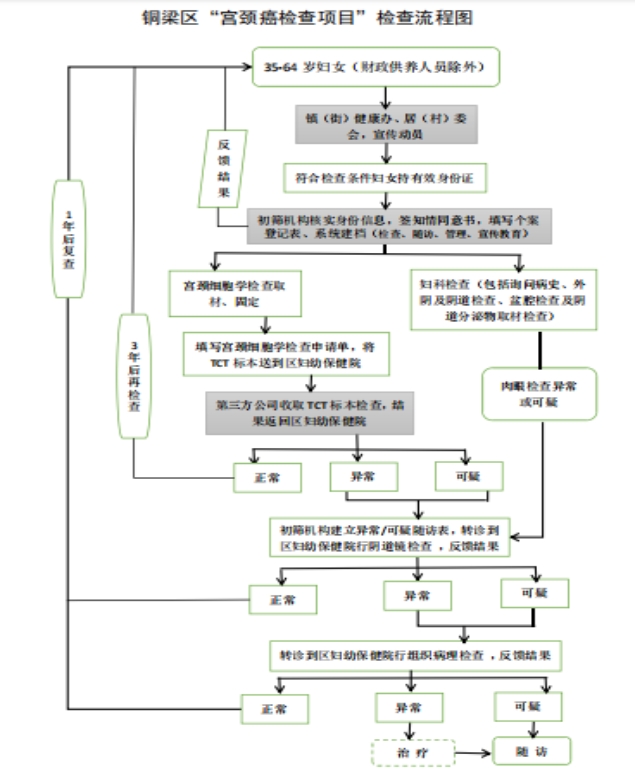 铜梁区“宫颈癌检查项目”检查流程图
35-64 岁妇女（财政供养人员除外）
镇（街）健康办、居（村）委
会，宣传动员
反
馈
结
果
符合检查条件妇女持有效身份证
1
年
后
复
查
初筛机构核实身份信息，签知情同意书，填写个案
登记表、系统建档（检查、随访、管理、宣传教育）
宫颈细胞学检查取
材、固定
妇科检查（包括询问病史、外
阴及阴道检查、盆腔检查及阴
道分泌物取材检查）
3
年
后
再
检
查
填写宫颈细胞学检查申请单，将
TCT 标本送到区妇幼保健院
肉眼检查异常
或可疑
第三方公司收取 TCT 标本检查，结
果返回区妇幼保健院
正常
异常
可疑
初筛机构建立异常/可疑随访表，转诊到
区妇幼保健院行阴道镜检查，反馈结果
正常
异常
可疑
转诊到区妇幼保健院行组织病理检查，反馈结果
正常
异常
可疑
治 疗
随 访